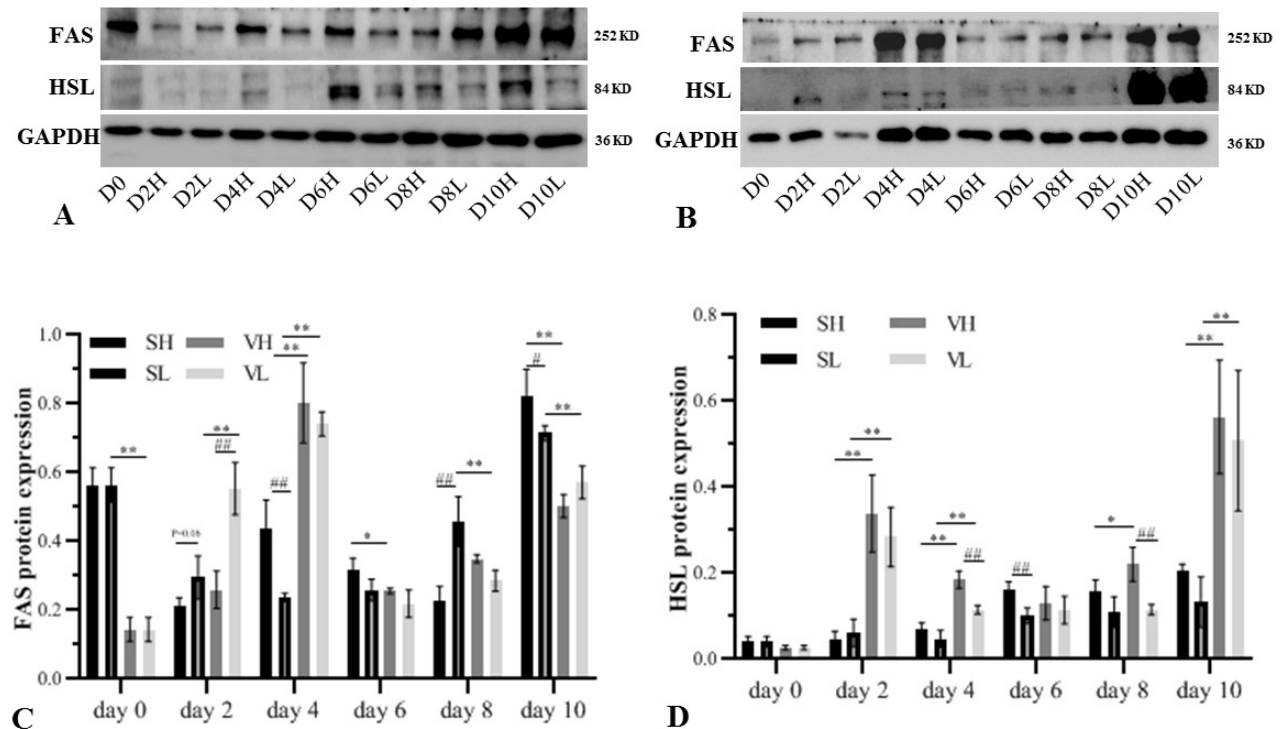 A
FAS
252 KD
HSL
84 KD
GAPDH
36 KD
D0 D2H D2L D4H D4L D6H D6L D8H D8L D10H D10L
B
FAS
252 KD
HSL
84 KD
GAPDH
36 KD
D0 D2H D2L D4H D4L D6H D6L D8H D8L D10H D10L
C
FAS protein expression
1.0
0.8
0.6
0.4
0.2
0.0
SH VH
SL VL
**
P=0.06
**
##
**
**
##
*
##
**
**
#
**
day 0 day 2 day 4 day 6 day 8 day 10
D
HSL protein expression
0.8
0.6
0.4
0.2
0.0
SH VH
SL VL
**
**
**
**
##
##
*
##
**
**
day 0 day 2 day 4 day 6 day 8 day 10